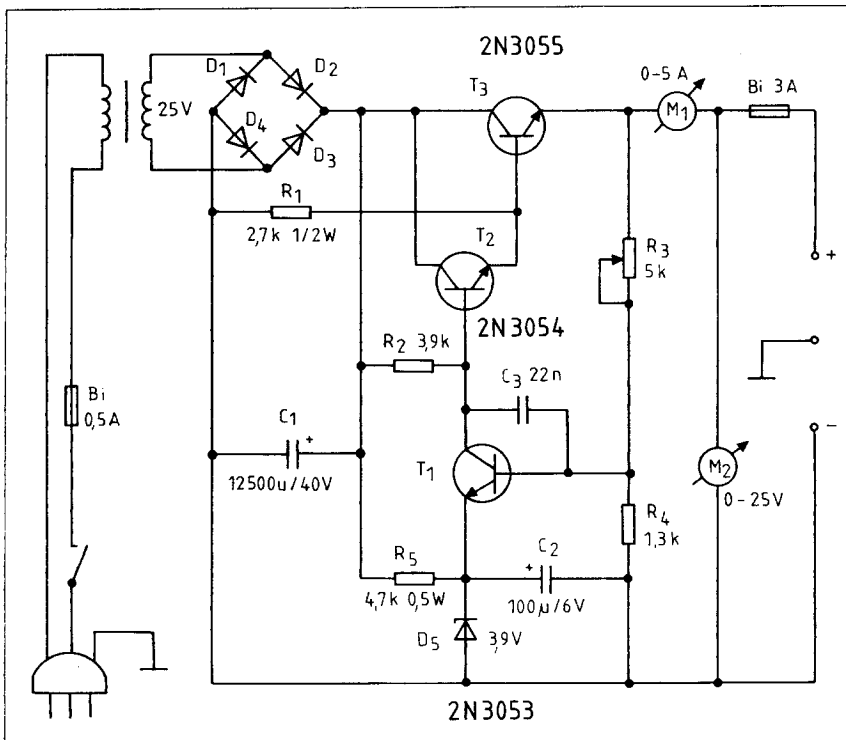 2N3055
D1
D2
T3
0-5 A
M1
Bi 3A
25V
D4
D3
R1
2,7k 1/2W
T2
R3
5k
+
2N3054
R2 3,9k
C3 22n
Bi
0,5A
C1
+
12500u/40V
T1
-
M2
0-25V
R4
1,3k
R5
4,7k 0,5W
+
C2
100µ/6V
D5
3,9V
2N3053